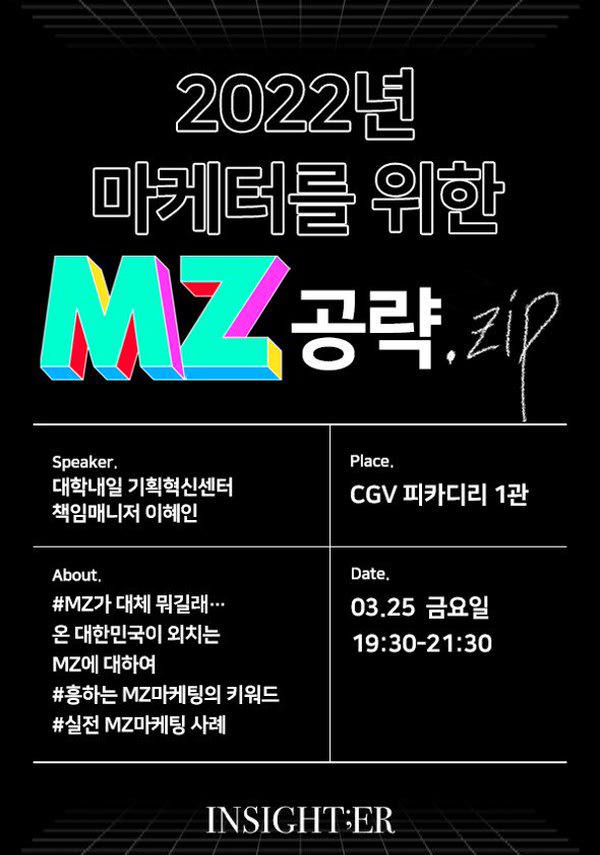 2022년
마케터를 위한
MZ공략.zip
Speaker.
대학내일 기획혁신센터
책임매니저 이혜인
Place.
CGV 피카디리 1관
About.
#MZ가 대체 뭐길래…
온 대한민국이 외치는
MZ에 대하여
#흥하는 MZ마케팅의 키워드
#실전 MZ마케팅 사례
Date.
03.25 금요일
19:30-21:30
INSIGHT;ER